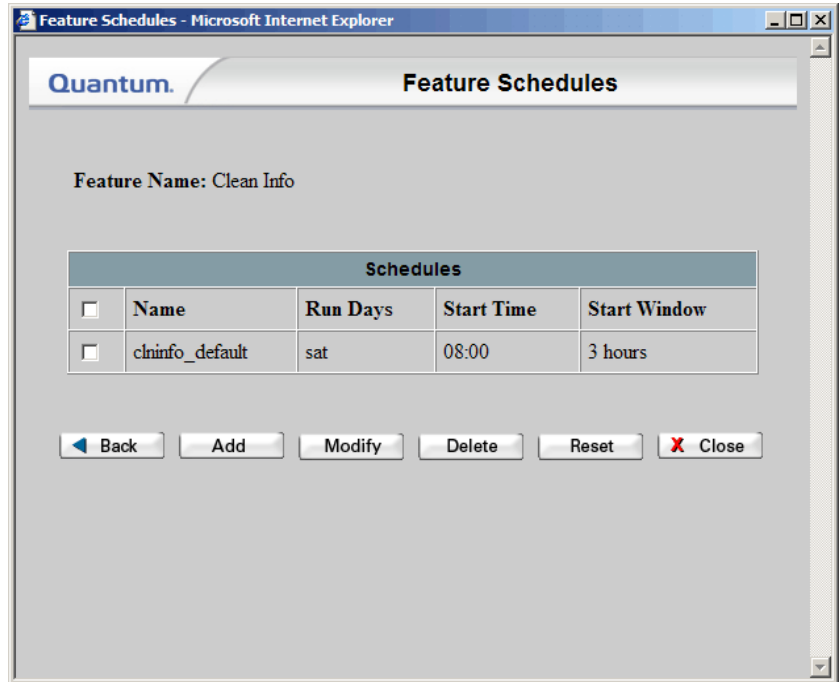 Feature Schedules - Microsoft Internet Explorer
Quantum. Feature Schedules
Feature Name: Clean Info
Schedules
Name Run Days Start Time Start Window
clninfo_default sat 08:00 3 hours
Back Add Modify Delete Reset X Close